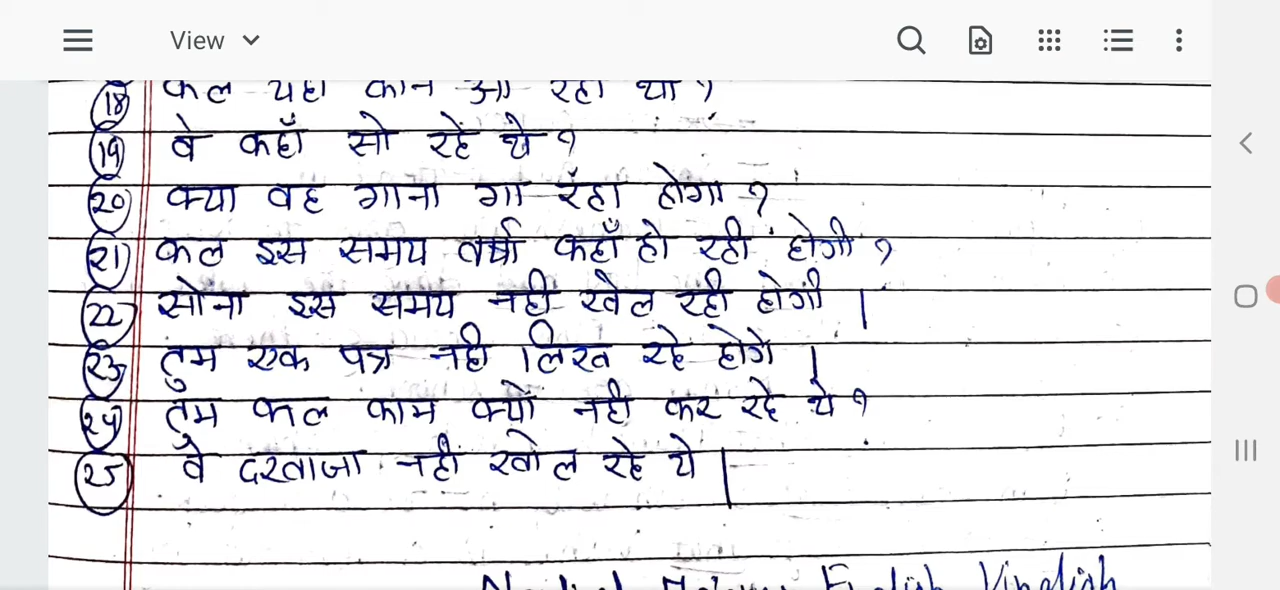 View
18 कल यहाँ कौन आ रहा था ?
19 वे कहाँ सो रहे थे ?
20 क्या वह गाना गा रहा होगा ?
21 कल इस समय वर्षा कहाँ हो रही होगी ?
22 सोना इस समय नही खेल रही होगी |
23 तुम एक पत्र नही लिख रहे होगे |
24 तुम कल काम क्यों नही कर रहे थे ?
25 वे दरवाजा नही खोल रहे थे |
English